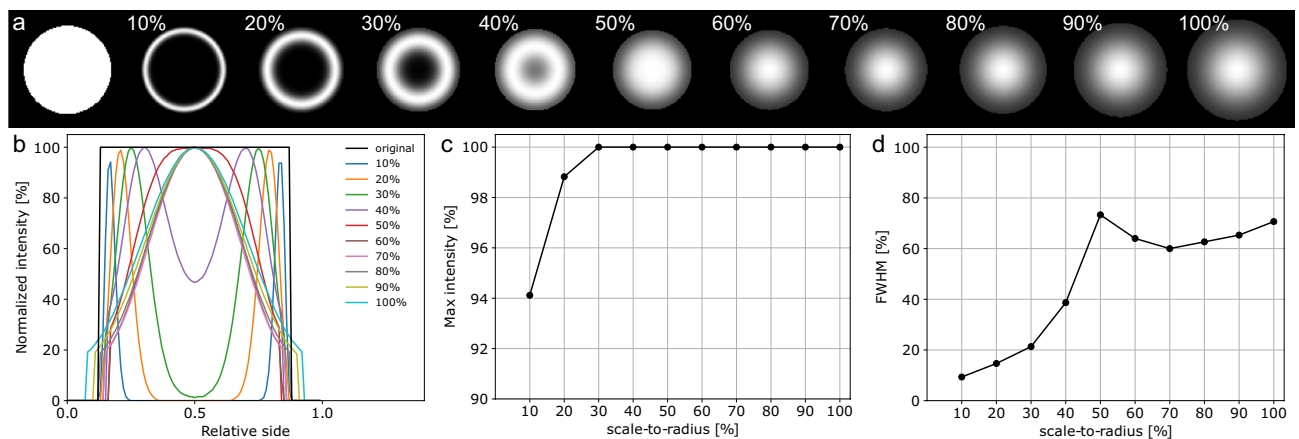 a 10% 20% 30% 40% 50% 60% 70% 80% 90% 100%
b
100
80
60
40
20
0
Normalized intensity [%]
0.0 0.5 1.0
Relative side
original
10%
20%
30%
40%
50%
60%
70%
80%
90%
100%
c
100
98
96
94
92
90
Max intensity [%]
10 20 30 40 50 60 70 80 90 100
scale-to-radius [%]
d
100
80
60
40
20
0
FWHM [%]
10 20 30 40 50 60 70 80 90 100
scale-to-radius [%]